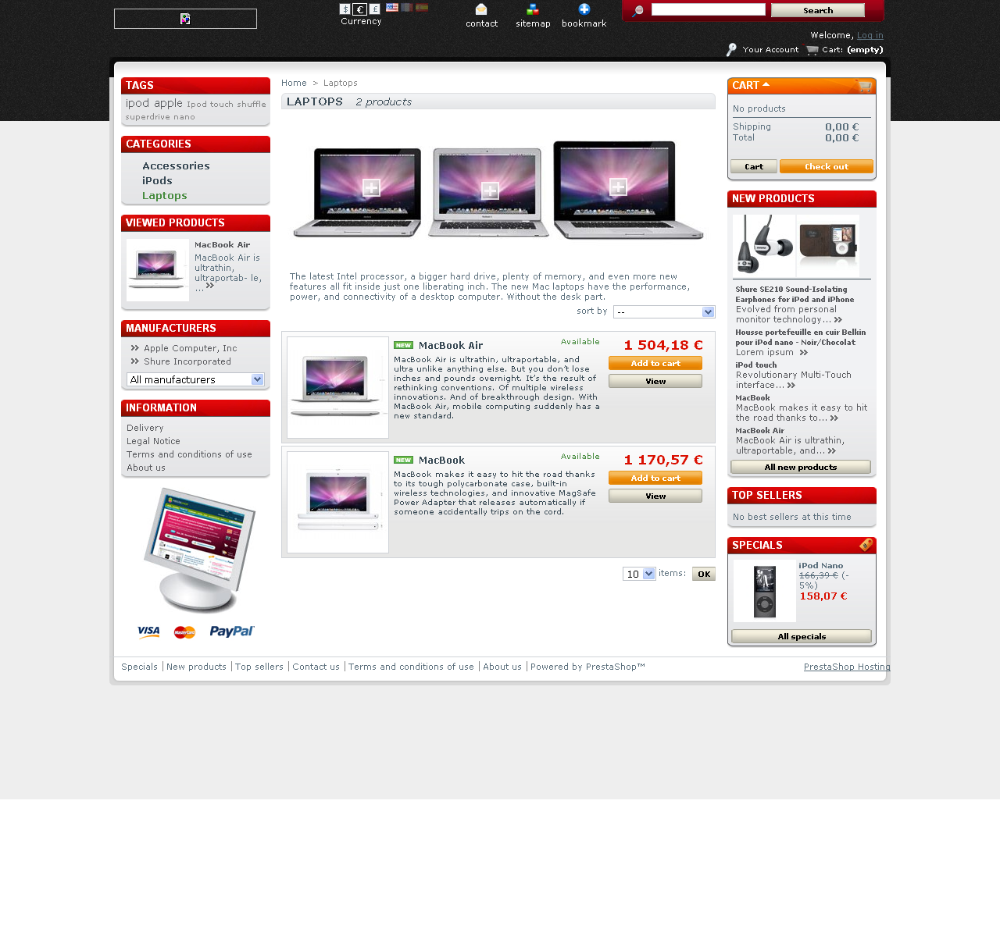 $ € £
Currency
contact
sitemap
bookmark
Search
Welcome, Log in
Your Account
Cart: (empty)
TAGS
ipod apple Ipod touch shuffle
superdrive nano
CATEGORIES
Accessories
iPods
Laptops
VIEWED PRODUCTS
MacBook Air
MacBook Air is
ultrathin,
ultraportab- le,
...
MANUFACTURERS
Apple Computer, Inc
Shure Incorporated
All manufacturers
INFORMATION
Delivery
Legal Notice
Terms and conditions of use
About us
VISA MasterCard PayPal
Home > Laptops
LAPTOPS 2 products
The latest Intel processor, a bigger hard drive, plenty of memory, and even more new
features all fit inside just one liberating inch. The new Mac laptops have the performance,
power, and connectivity of a desktop computer. Without the desk part.
sort by --
NEW MacBook Air
Available
1 504,18 €
MacBook Air is ultrathin, ultraportable, and
ultra unlike anything else. But you don't lose
inches and pounds overnight. It's the result of
rethinking conventions. Of multiple wireless
innovations. And of breakthrough design. With
MacBook Air, mobile computing suddenly has a
new standard.
Add to cart
View
NEW MacBook
Available
1 170,57 €
MacBook makes it easy to hit the road thanks
to its tough polycarbonate case, built-in
wireless technologies, and innovative MagSafe
Power Adapter that releases automatically if
someone accidentally trips on the cord.
Add to cart
View
10 items: OK
CART
No products
Shipping 0,00 €
Total 0,00 €
Cart
Check out
NEW PRODUCTS
Shure SE210 Sound-Isolating
Earphones for iPod and iPhone
Evolved from personal
monitor technology...
Housse portefeuille en cuir Belkin
pour iPod nano - Noir/Chocolat
Lorem ipsum
iPod touch
Revolutionary Multi-Touch
interface...
MacBook
MacBook makes it easy to hit
the road thanks to...
MacBook Air
MacBook Air is ultrathin,
ultraportable, and...
All new products
TOP SELLERS
No best sellers at this time
SPECIALS
iPod Nano
166,39 € (-
5%)
158,07 €
All specials
Specials | New products | Top sellers | Contact us | Terms and conditions of use | About us | Powered by PrestaShop™
PrestaShop Hosting